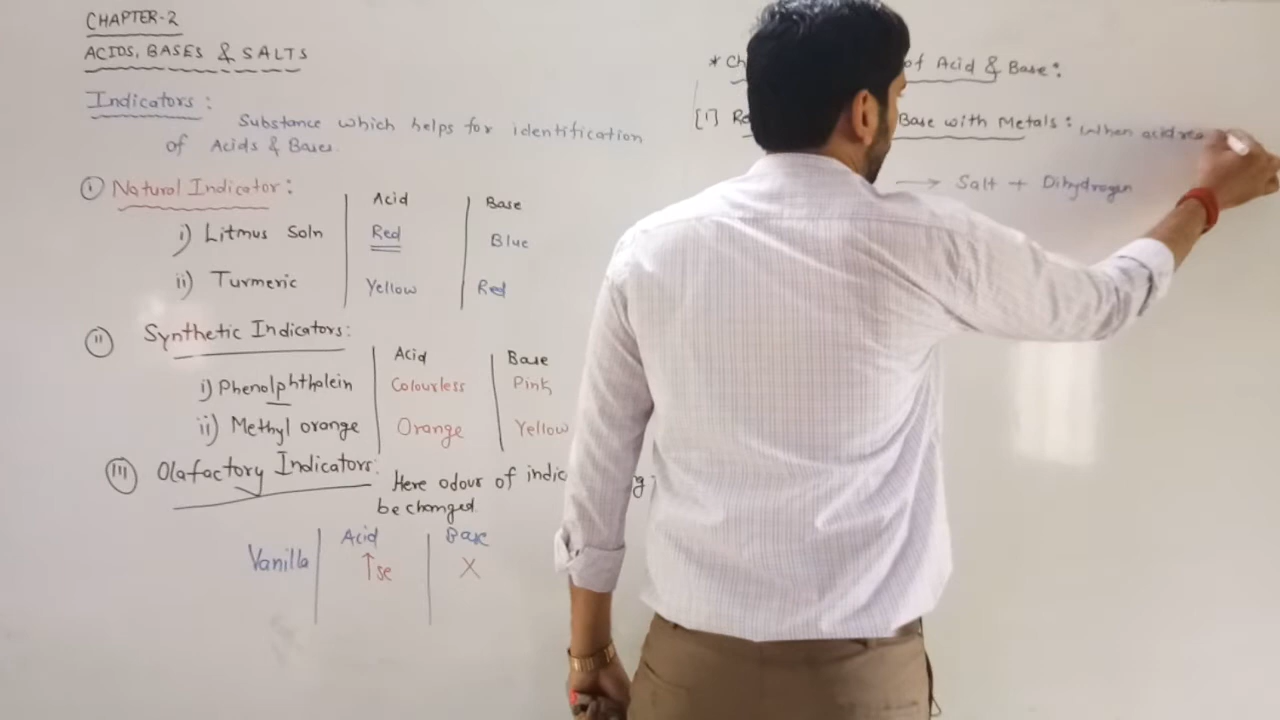 CHAPTER-2
ACIDS, BASES & SALTS
Indicators:
Substance which helps for identification
of Acids & Bases.
(i) Natural Indicator:
Acid Base
i) Litmus Soln Red Blue
ii) Turmeric Yellow Red
(ii) Synthetic Indicators:
Acid Base
i) Phenolphthalein Colourless Pink
ii) Methyl orange Orange Yellow
(III) Olafactory Indicators:
Here odour of
be changed.
Acid Base
Vanilla ↑se X
* of Acid & Base:
[1] Base with Metals: When acid
→ Salt + Dihydrogen